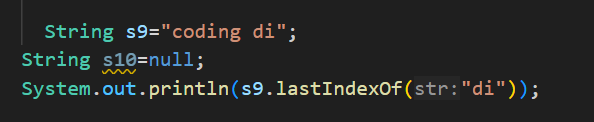 String s9="coding di";
String s10=null;
System.out.println(s9.lastIndexOf(str:"di"));